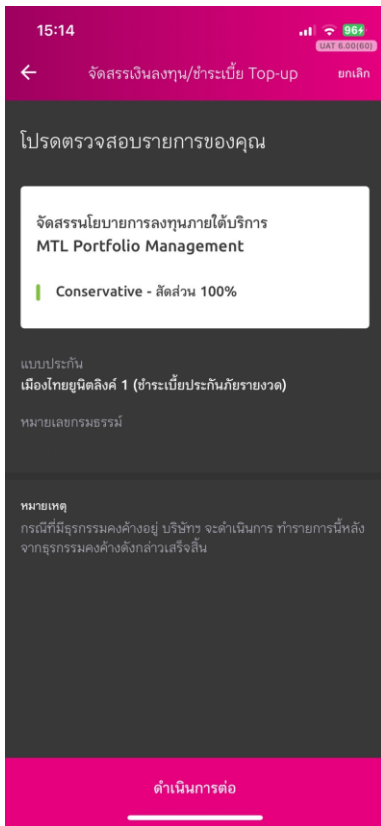 15:14
96
UAT 6.00(60)
จัดสรรเงินลงทุน/ชำระเบี้ย Top-up
ยกเลิก
โปรดตรวจสอบรายการของคุณ
จัดสรรนโยบายการลงทุนภายใต้บริการ
MTL Portfolio Management
Conservative - สัดส่วน 100%
แบบประกัน
เมืองไทยยูนิตลิงค์ 1 (ชำระเบี้ยประกันภัยรายงวด)
หมายเลขกรมธรรม์
หมายเหตุ
กรณีที่มีธุรกรรมคงค้างอยู่ บริษัทฯ จะดำเนินการ ทำรายการนี้หลัง
จากธุรกรรมคงค้างดังกล่าวเสร็จสิ้น
ดำเนินการต่อ